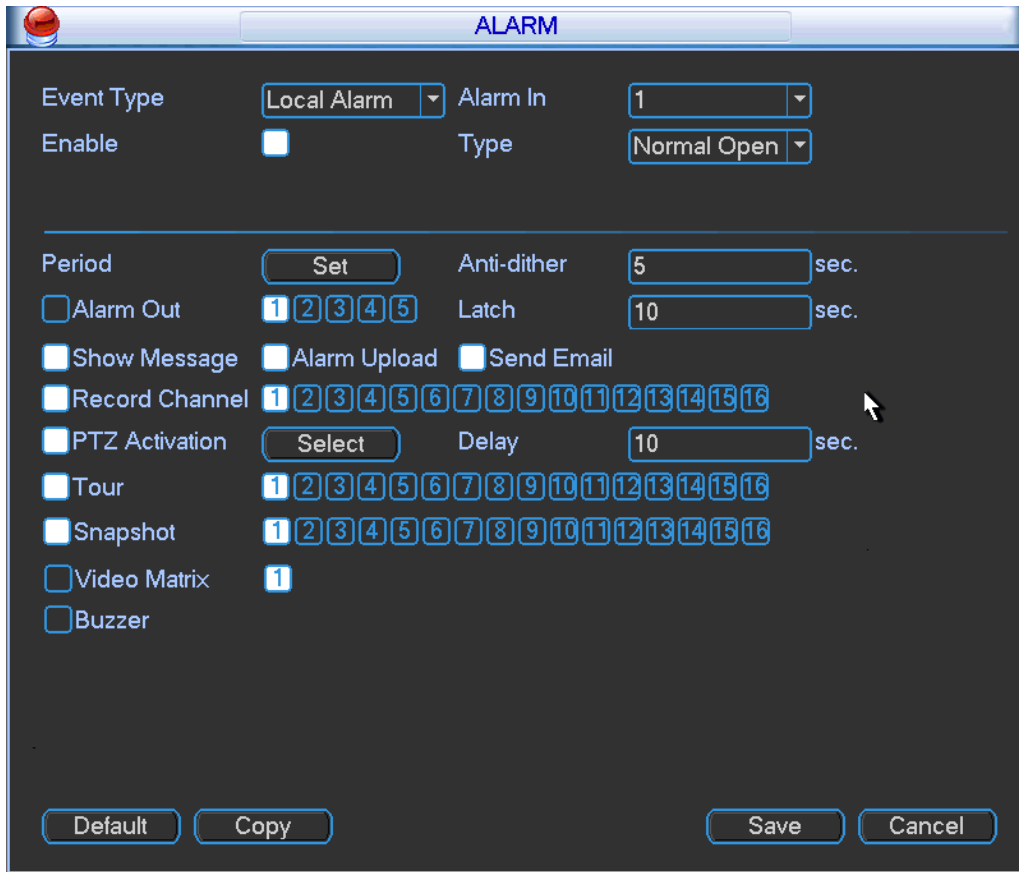 ALARM
Event Type Local Alarm Alarm In 1
Enable Type Normal Open
Period Set Anti-dither 5 sec.
Alarm Out 1 2 3 4 5 Latch 10 sec.
Show Message Alarm Upload Send Email
Record Channel 1 2 3 4 5 6 7 8 9 10 11 12 13 14 15 16
PTZ Activation Select Delay 10 sec.
Tour 1 2 3 4 5 6 7 8 9 10 11 12 13 14 15 16
Snapshot 1 2 3 4 5 6 7 8 9 10 11 12 13 14 15 16
Video Matrix 1
Buzzer
Default Copy Save Cancel